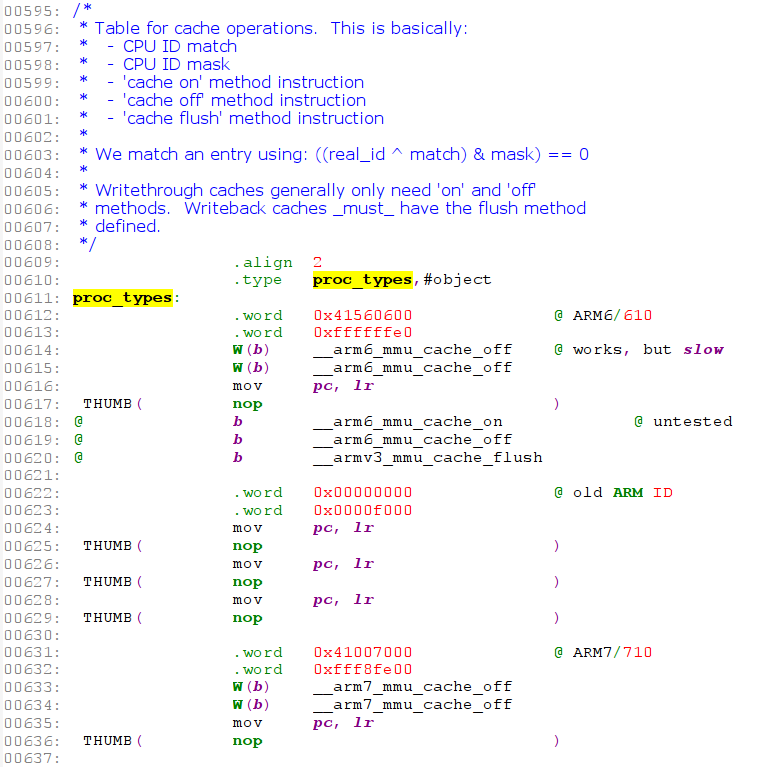 00595: /*
00596:  * Table for cache operations.  This is basically:
00597:  *   - CPU ID match
00598:  *   - CPU ID mask
00599:  *   - 'cache on' method instruction
00600:  *   - 'cache off' method instruction
00601:  *   - 'cache flush' method instruction
00602:  *
00603:  * We match an entry using: ((real_id ^ match) & mask) == 0
00604:  *
00605:  * Writethrough caches generally only need 'on' and 'off'
00606:  * methods.  Writeback caches _must_ have the flush method
00607:  * defined.
00608:  */
00609:                 .align  2
00610:                 .type   proc_types,#object
00611: proc_types:
00612:                 .word   0x41560600              @ ARM6/610
00613:                 .word   0xffffffe0
00614:                 W(b)    __arm6_mmu_cache_off    @ works, but slow
00615:                 W(b)    __arm6_mmu_cache_off
00616:                 mov     pc, lr
00617:  THUMB(         nop                             )
00618: @               b       __arm6_mmu_cache_on             @ untested
00619: @               b       __arm6_mmu_cache_off
00620: @               b       __armv3_mmu_cache_flush
00621:
00622:                 .word   0x00000000              @ old ARM ID
00623:                 .word   0x0000f000
00624:                 mov     pc, lr
00625:  THUMB(         nop                             )
00626:                 mov     pc, lr
00627:  THUMB(         nop                             )
00628:                 mov     pc, lr
00629:  THUMB(         nop                             )
00630:
00631:                 .word   0x41007000              @ ARM7/710
00632:                 .word   0xfff8fe00
00633:                 W(b)    __arm7_mmu_cache_off
00634:                 W(b)    __arm7_mmu_cache_off
00635:                 mov     pc, lr
00636:  THUMB(         nop                             )
00637: